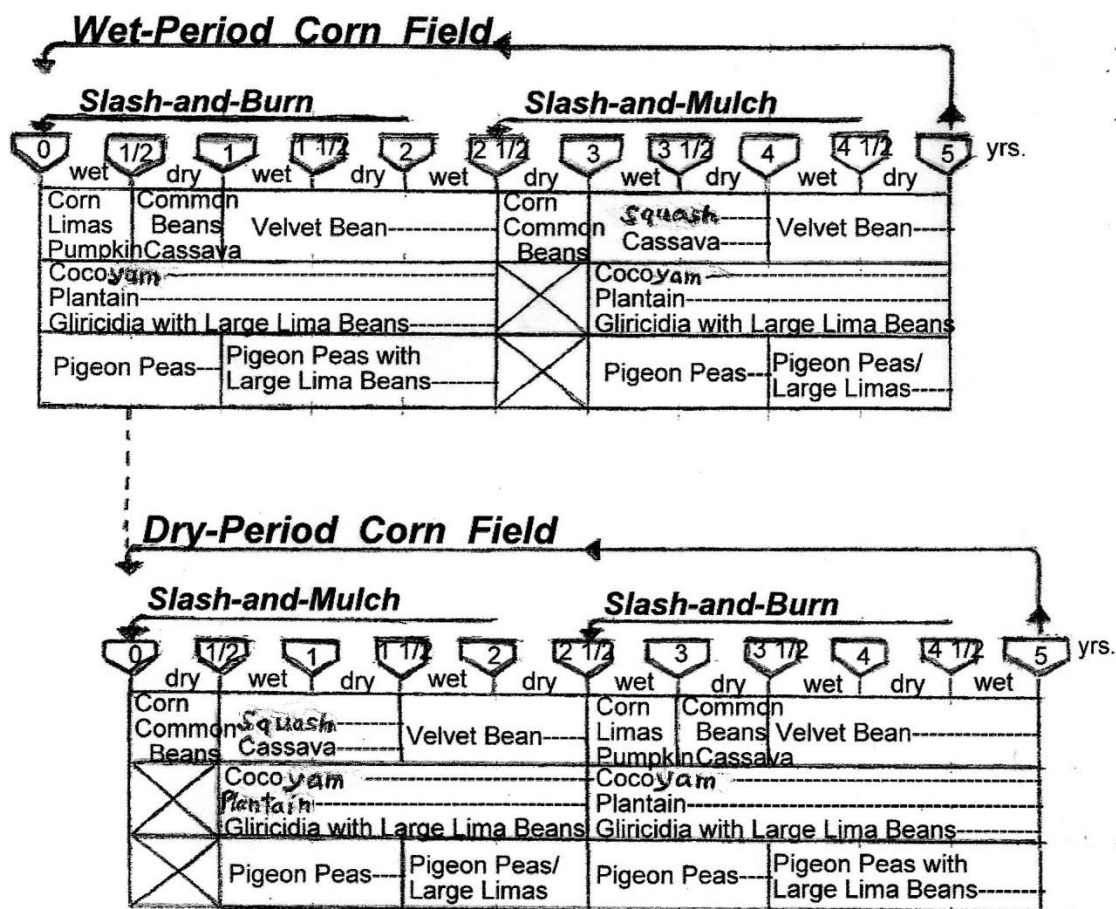 Wet-Period Corn Field
Slash-and-Burn Slash-and-Mulch
0 1/2 1 1 1/2 2 2 1/2 3 3 1/2 4 4 1/2 5 yrs.
wet dry wet dry wet dry wet dry wet dry
Corn Common Corn
Limas Beans Velvet Bean Common Squash Velvet Bean
Pumpkin Cassava Beans Cassava
Cocoyam Cocoyam
Plantain Plantain
Gliricidia with Large Lima Beans Gliricidia with Large Lima Beans
Pigeon Peas Pigeon Peas with Pigeon Peas Pigeon Peas/
Large Lima Beans Large Limas
Dry-Period Corn Field
Slash-and-Mulch Slash-and-Burn
0 1/2 1 1 1/2 2 2 1/2 3 3 1/2 4 4 1/2 5 yrs.
dry wet dry wet dry wet dry wet dry wet
Corn Squash Corn Common
Common Cassava Velvet Bean Limas Beans Velvet Bean
Beans Pumpkin Cassava
Cocoyam Cocoyam
Plantain Plantain
Gliricidia with Large Lima Beans Gliricidia with Large Lima Beans
Pigeon Peas Pigeon Peas/ Pigeon Peas Pigeon Peas with
Large Limas Large Lima Beans